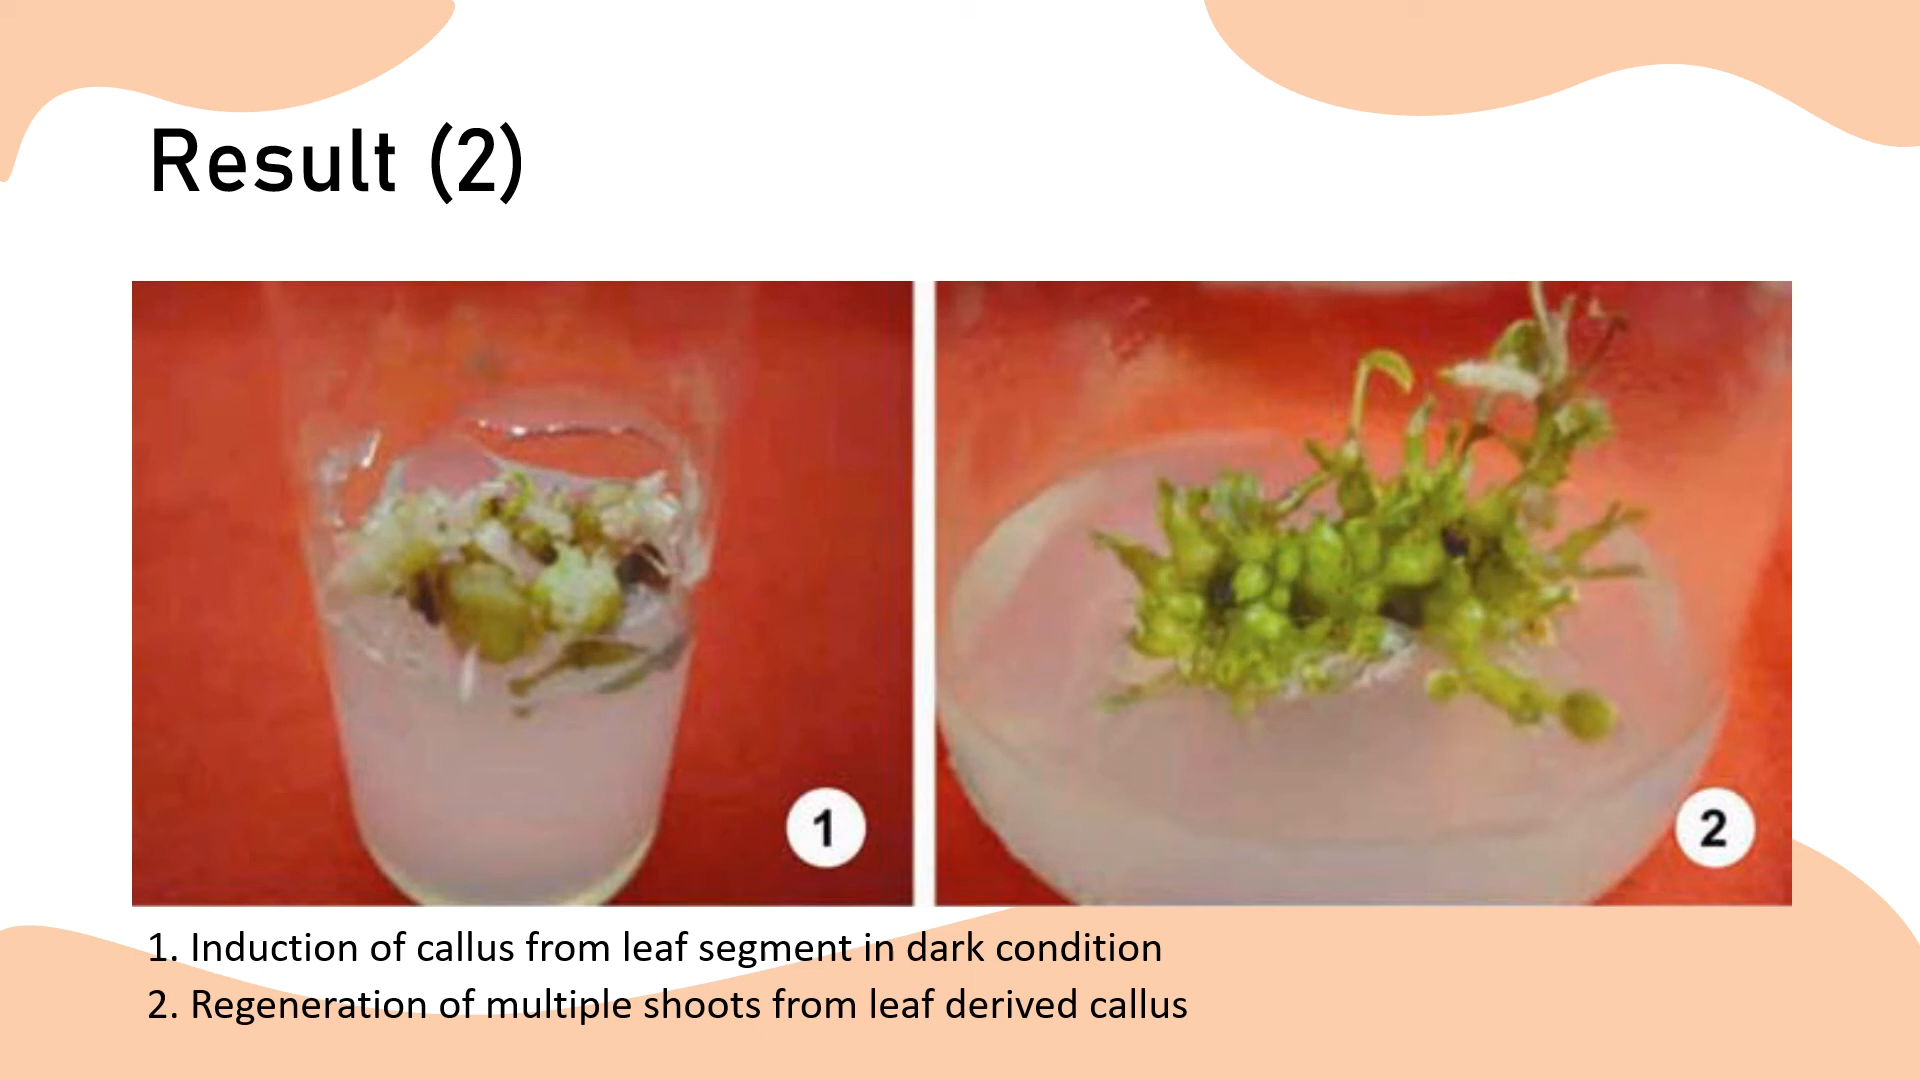 Result (2)
1
2
1. Induction of callus from leaf segment in dark condition
2. Regeneration of multiple shoots from leaf derived callus